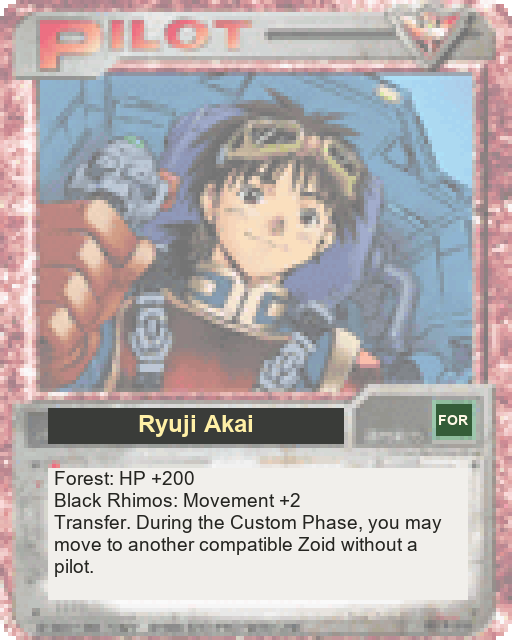 PILOT
Ryuji Akai
FOR
Forest: HP +200
Black Rhimos: Movement +2
Transfer. During the Custom Phase, you may
move to another compatible Zoid without a
pilot.